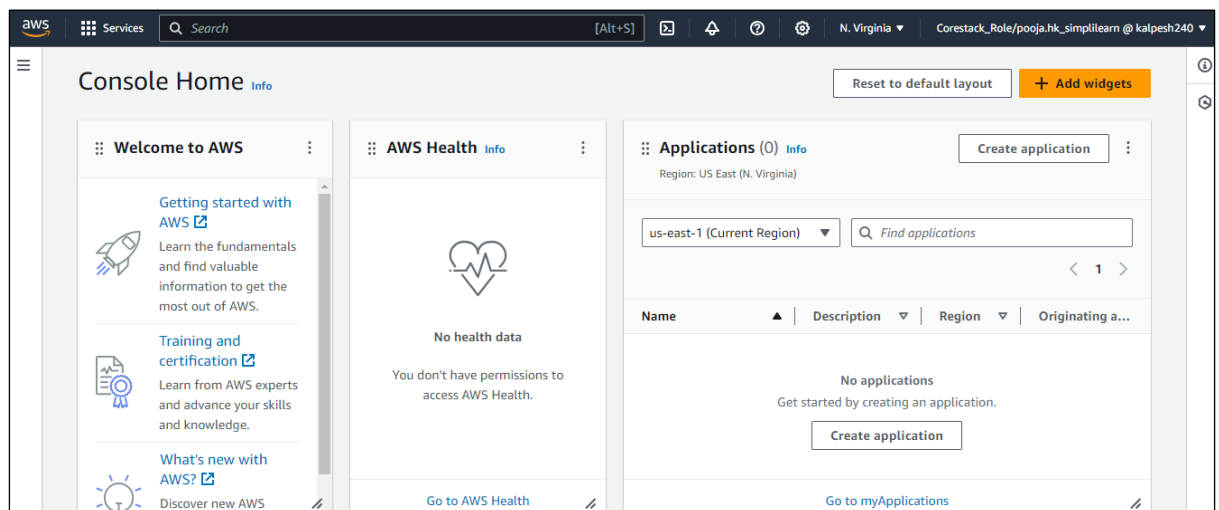 aws
Services
Search
[Alt+S]
N. Virginia
Corestack_Role/pooja.hk_simplilearn @ kalpesh240
Console Home Info
Reset to default layout
+ Add widgets
Welcome to AWS
Getting started with
AWS
Learn the fundamentals
and find valuable
information to get the
most out of AWS.
Training and
certification
Learn from AWS experts
and advance your skills
and knowledge.
What's new with
AWS?
Discover new AWS
AWS Health Info
No health data
You don't have permissions to
access AWS Health.
Go to AWS Health
Applications (0) Info
Region: US East (N. Virginia)
Create application
us-east-1 (Current Region)
Find applications
1
Name
Description
Region
Originating a...
No applications
Get started by creating an application.
Create application
Go to myApplications